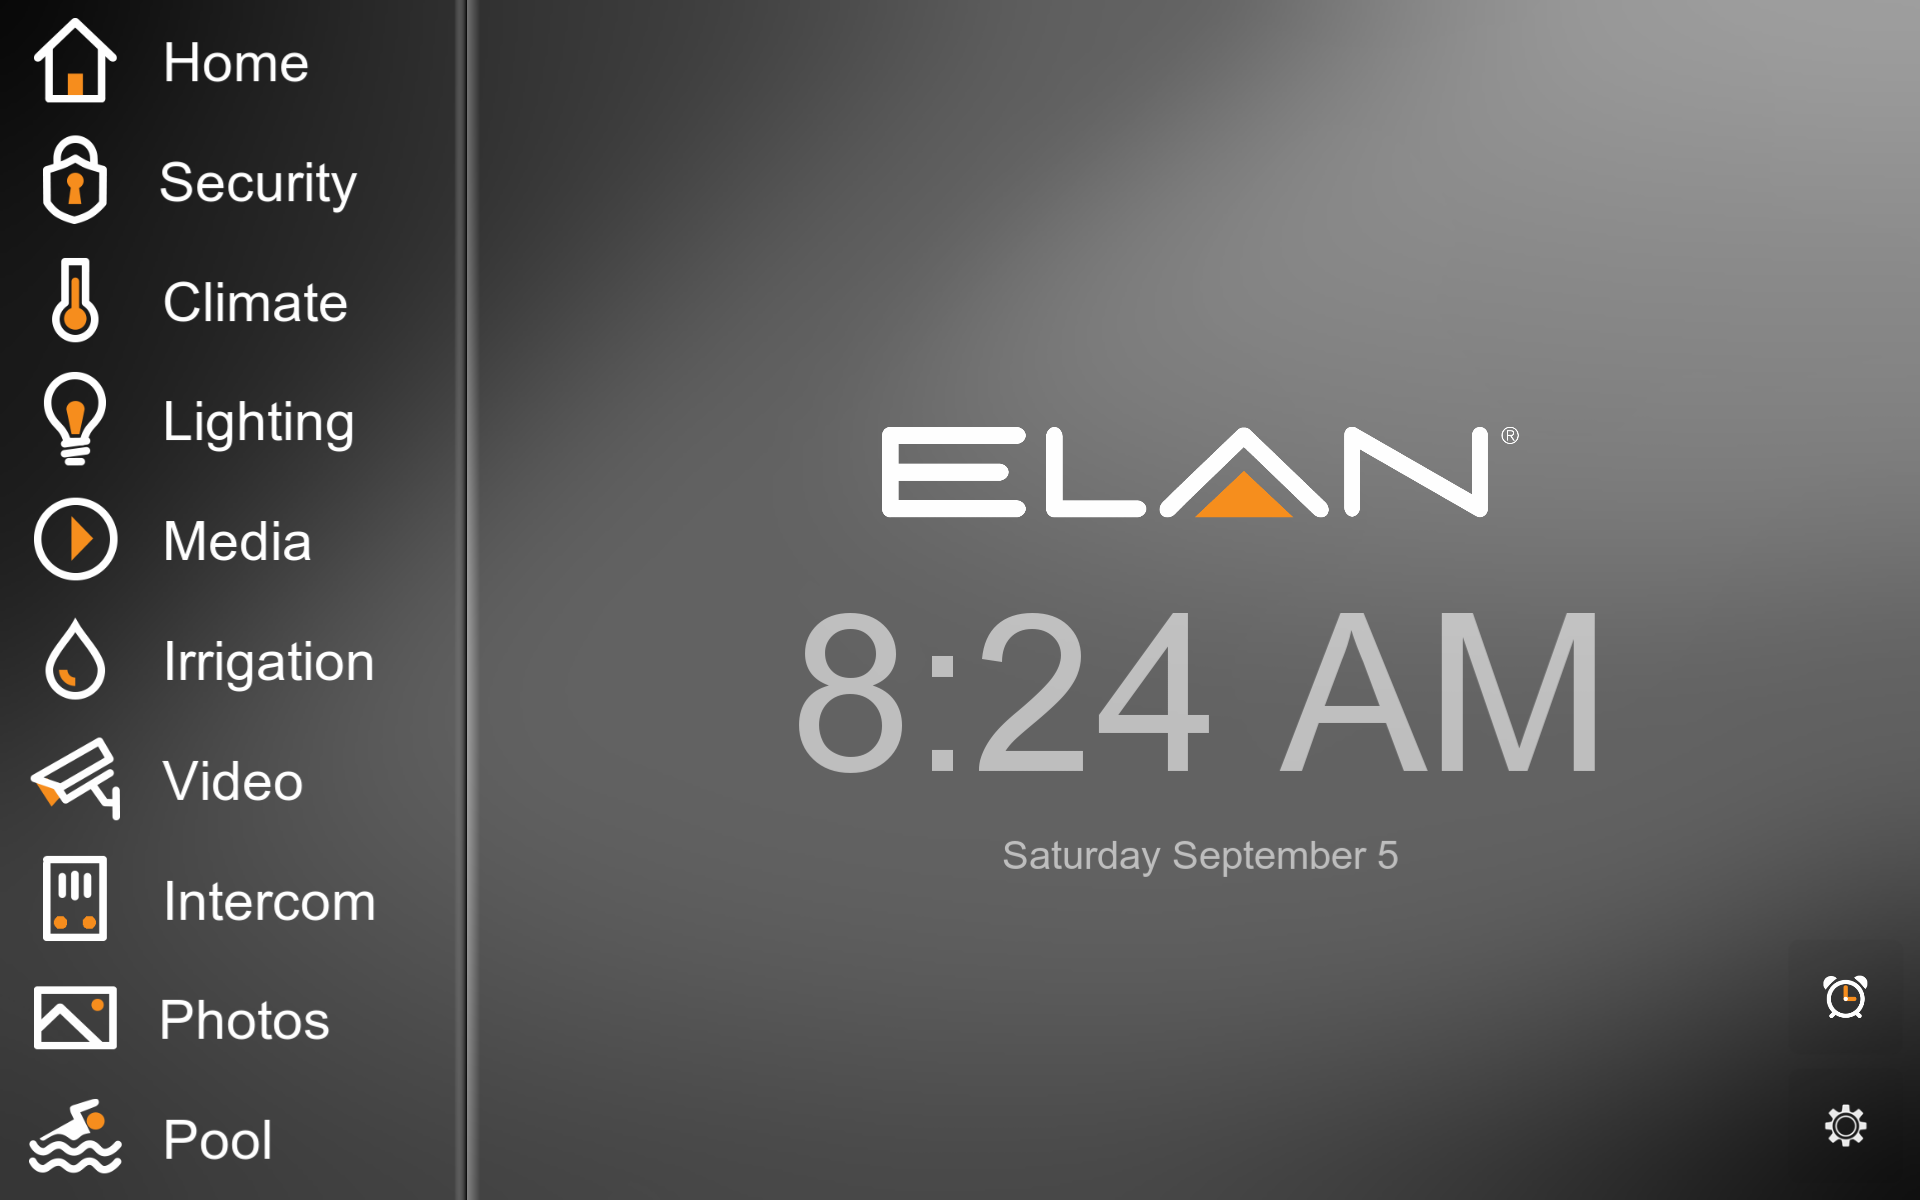 Home
Security
Climate
Lighting
Media
Irrigation
Video
Intercom
Photos
Pool
ELAN®
8:24 AM
Saturday September 5